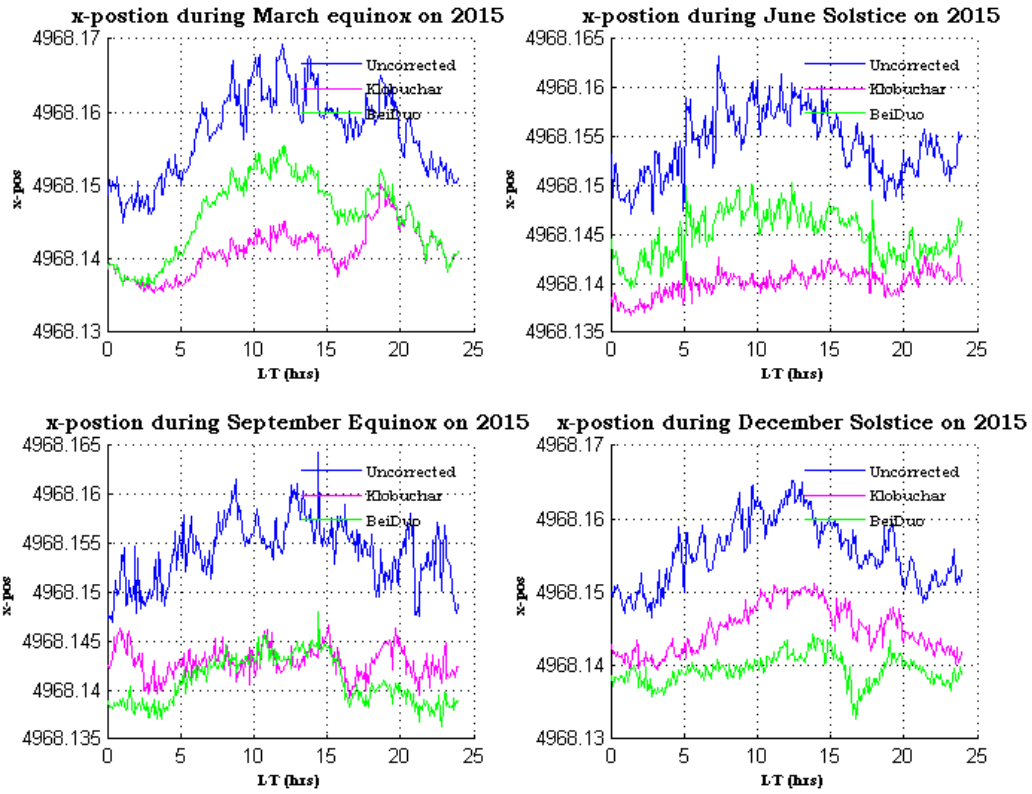 x-postion during March equinox on 2015
4968.17
4968.16
4968.15
4968.14
4968.13
x-pos
0 5 10 15 20 25
LT (hrs)
Uncorrected
Klobuchar
BeiDuo
x-postion during June Solstice on 2015
4968.165
4968.16
4968.155
4968.15
4968.145
4968.14
4968.135
x-pos
0 5 10 15 20 25
LT (hrs)
Uncorrected
Klobuchar
BeiDuo
x-postion during September Equinox on 2015
4968.165
4968.16
4968.155
4968.15
4968.145
4968.14
4968.135
x-pos
0 5 10 15 20 25
LT (hrs)
Uncorrected
Klobuchar
BeiDuo
x-postion during December Solstice on 2015
4968.17
4968.16
4968.15
4968.14
4968.13
x-pos
0 5 10 15 20 25
LT (hrs)
Uncorrected
Klobuchar
BeiDuo